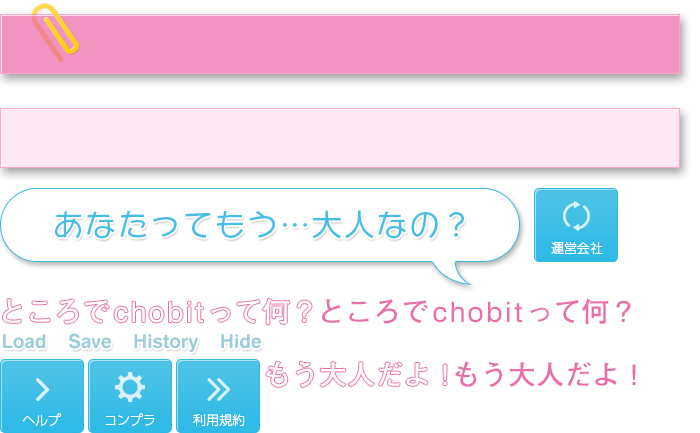 あなたってもう…大人なの？
運営会社
ところでchobitって何？ところでchobitって何？
Load Save History Hide
もう大人だよ！もう大人だよ！
ヘルプ コンプラ 利用規約